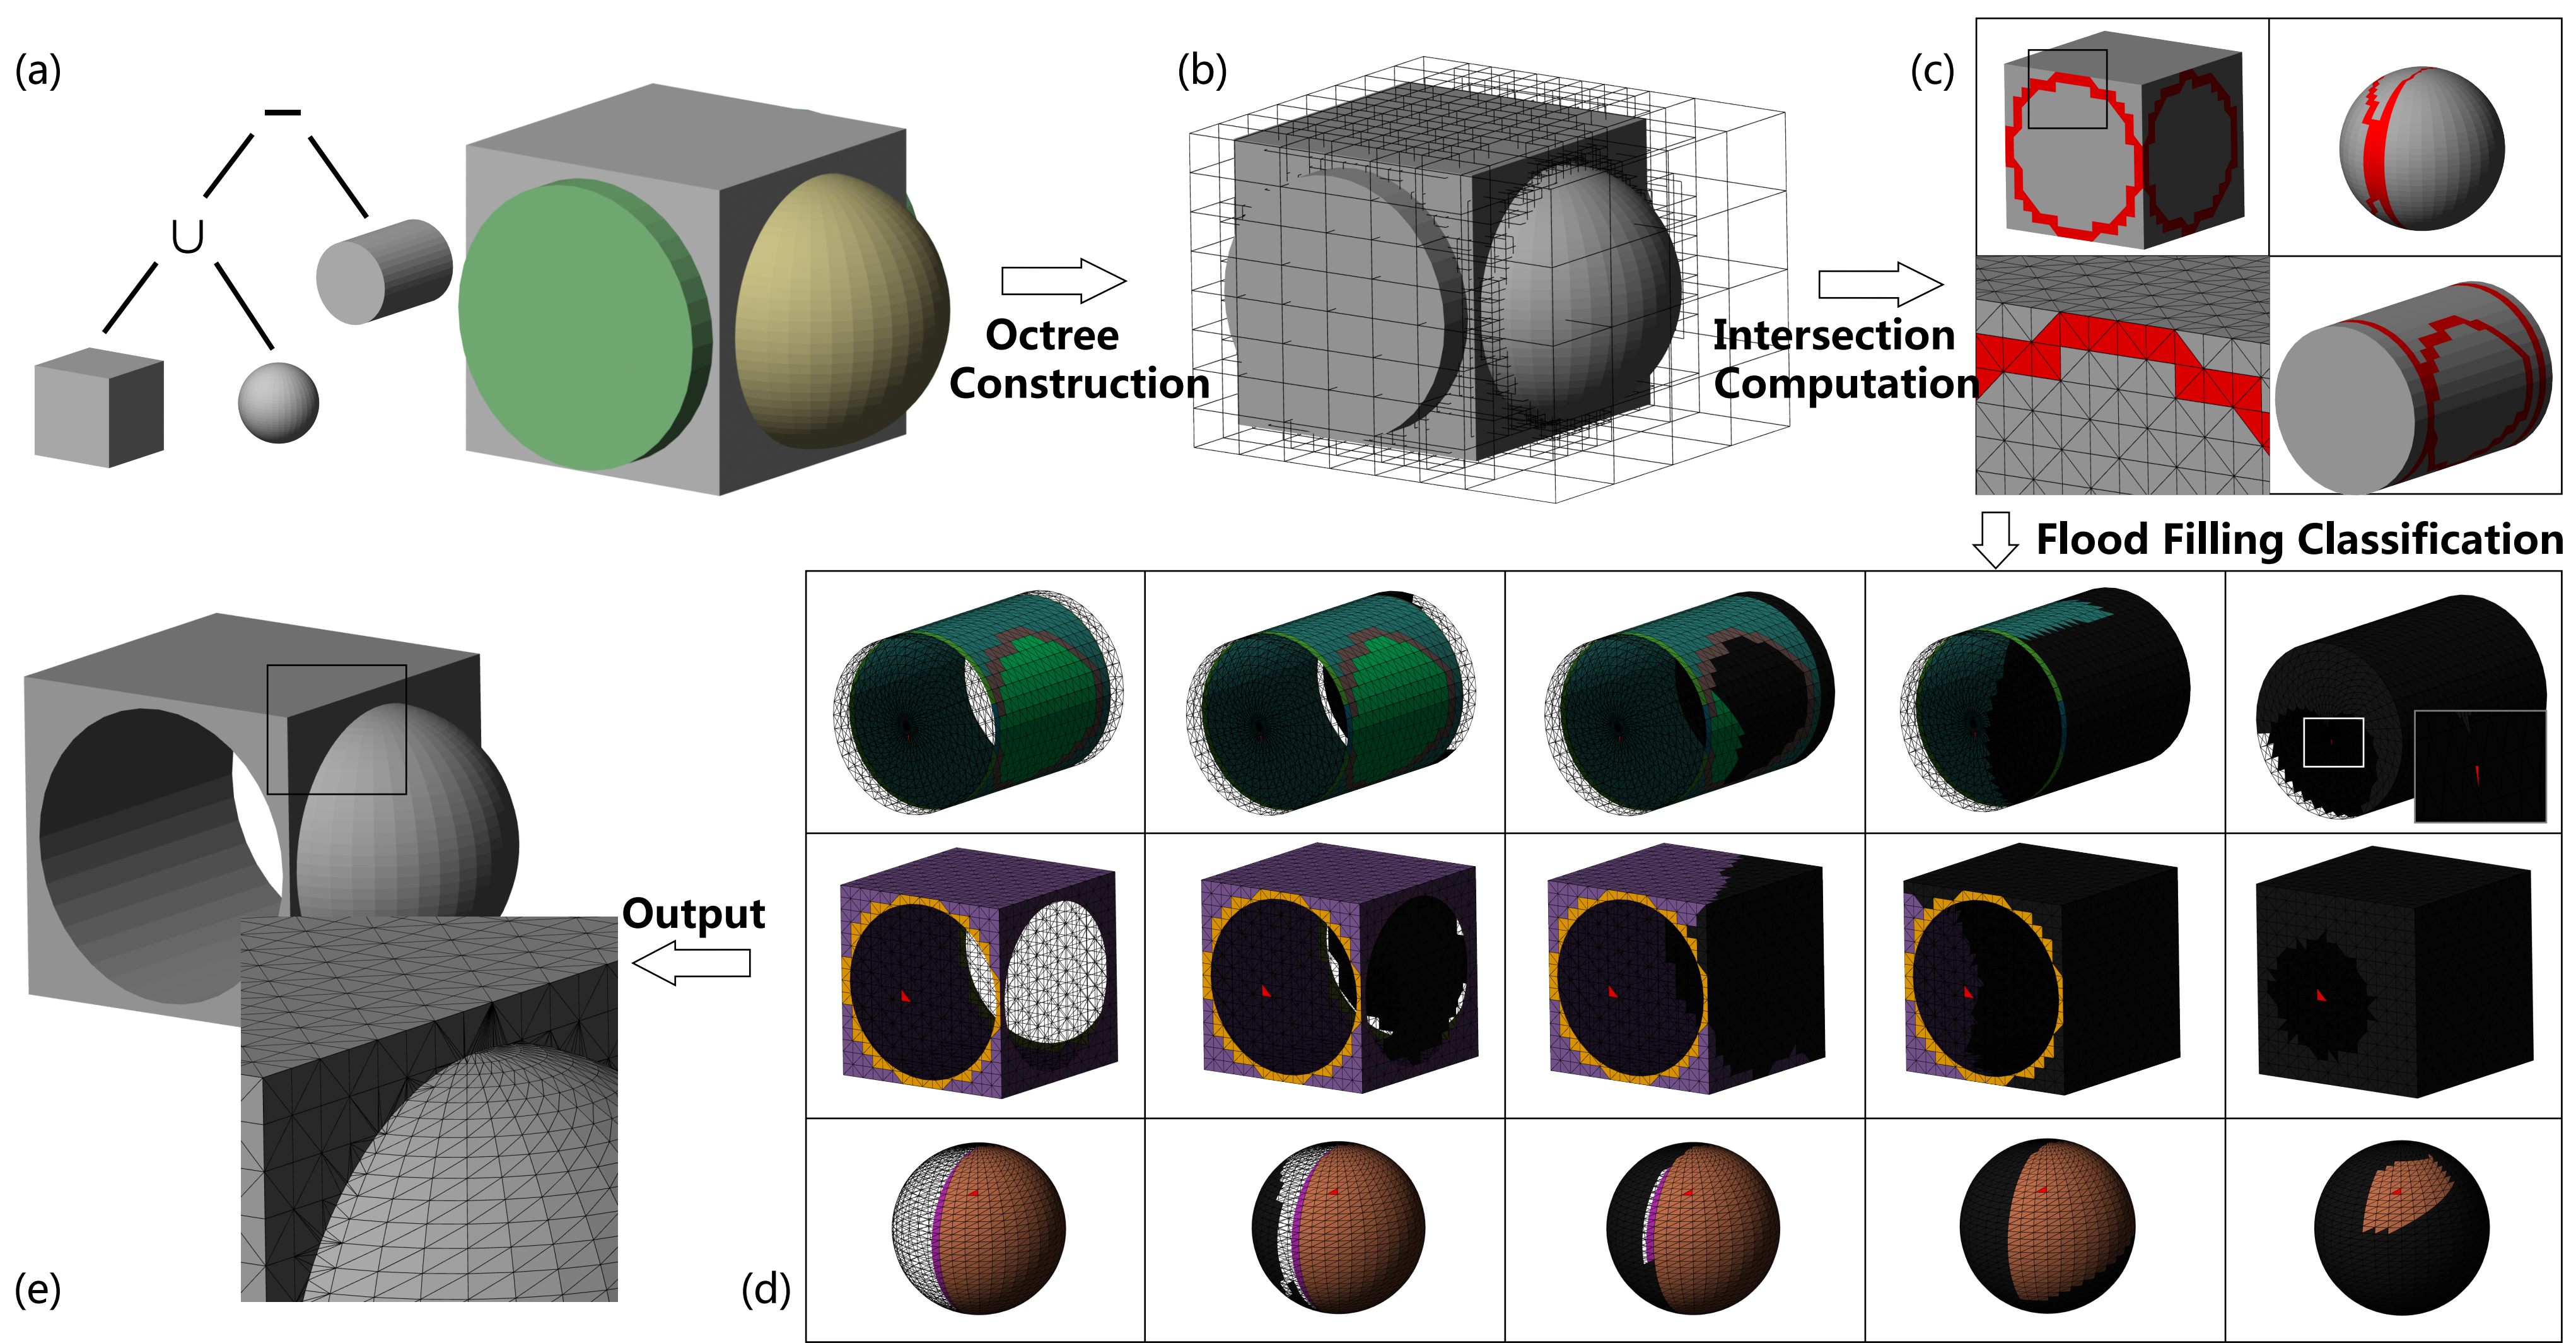 (a)
−
∪
(b)
(c)
Octree
Construction
Intersection
Computation
Flood Filling Classification
Output
(e)
(d)